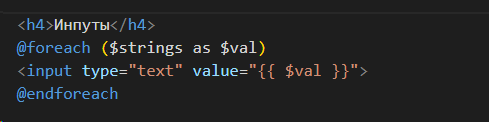 <h4>Инпуты</h4>
@foreach ($strings as $val)
<input type="text" value="{{ $val }}">
@endforeach